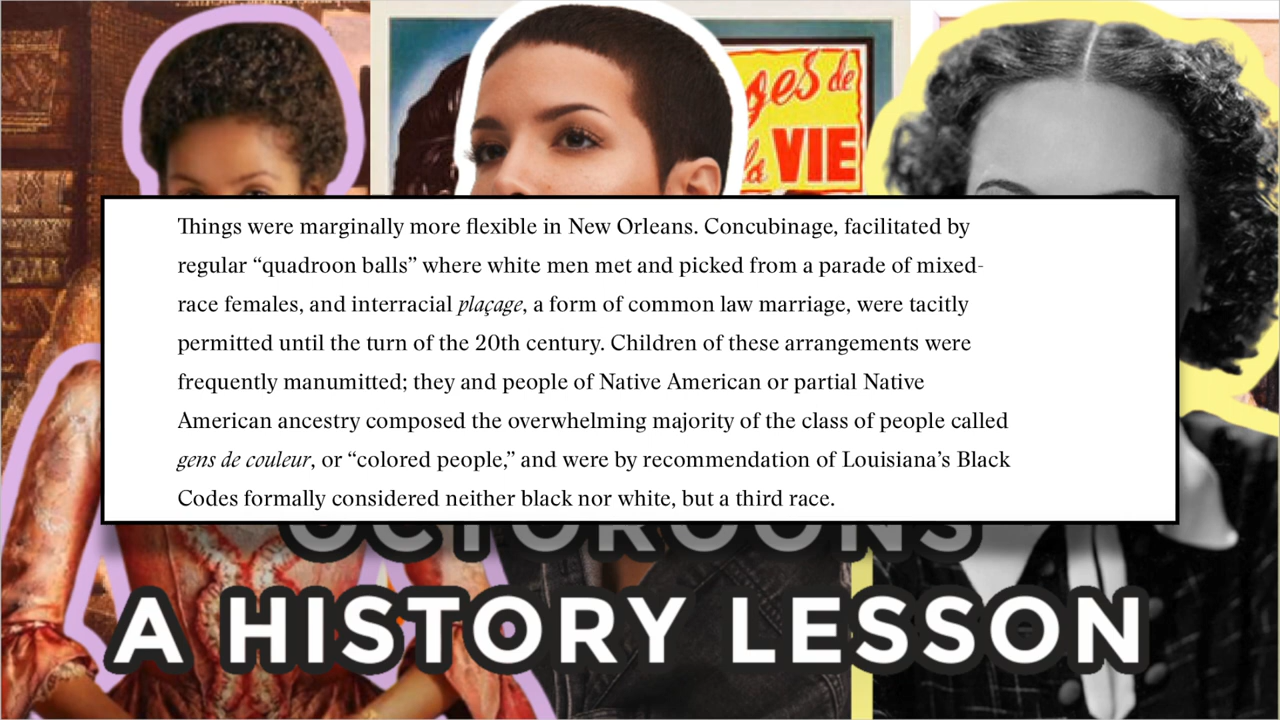 ges de
la VIE
Things were marginally more flexible in New Orleans. Concubinage, facilitated by
regular “quadroon balls” where white men met and picked from a parade of mixed-
race females, and interracial plaçage, a form of common law marriage, were tacitly
permitted until the turn of the 20th century. Children of these arrangements were
frequently manumitted; they and people of Native American or partial Native
American ancestry composed the overwhelming majority of the class of people called
gens de couleur, or “colored people,” and were by recommendation of Louisiana’s Black
Codes formally considered neither black nor white, but a third race.
OCTOROONS
A HISTORY LESSON